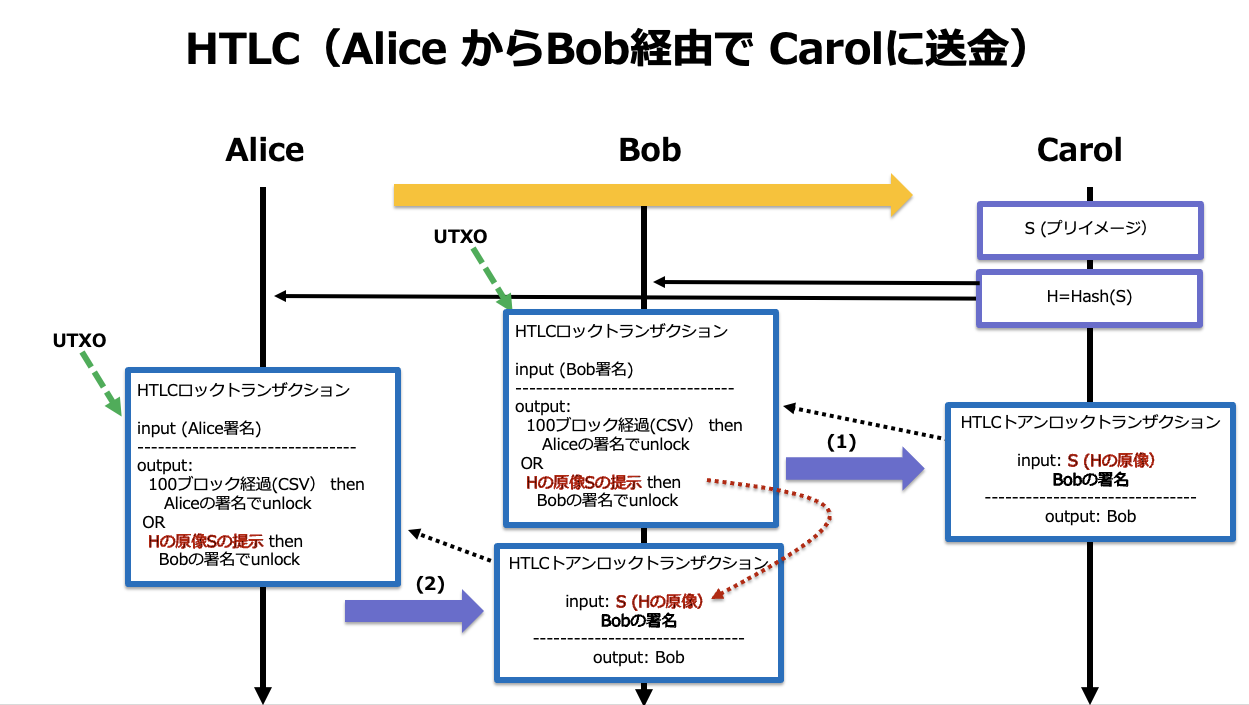 HTLC（Alice からBob経由で Carolに送金）
Alice
Bob
Carol
S (プリイメージ）
UTXO
H=Hash(S)
UTXO
HTLCロックトランザクション
input (Bob署名)
--------------------------------
output:
100ブロック経過(CSV） then
Aliceの署名でunlock
OR
Hの原像Sの提示 then
Bobの署名でunlock
HTLCロックトランザクション
input (Alice署名)
--------------------------------
output:
100ブロック経過(CSV） then
Aliceの署名でunlock
OR
Hの原像Sの提示 then
Bobの署名でunlock
(1)
HTLCトアンロックトランザクション
input: S (Hの原像）
Bobの署名
-------------------------------
output: Bob
(2)
HTLCトアンロックトランザクション
input: S (Hの原像）
Bobの署名
-------------------------------
output: Bob